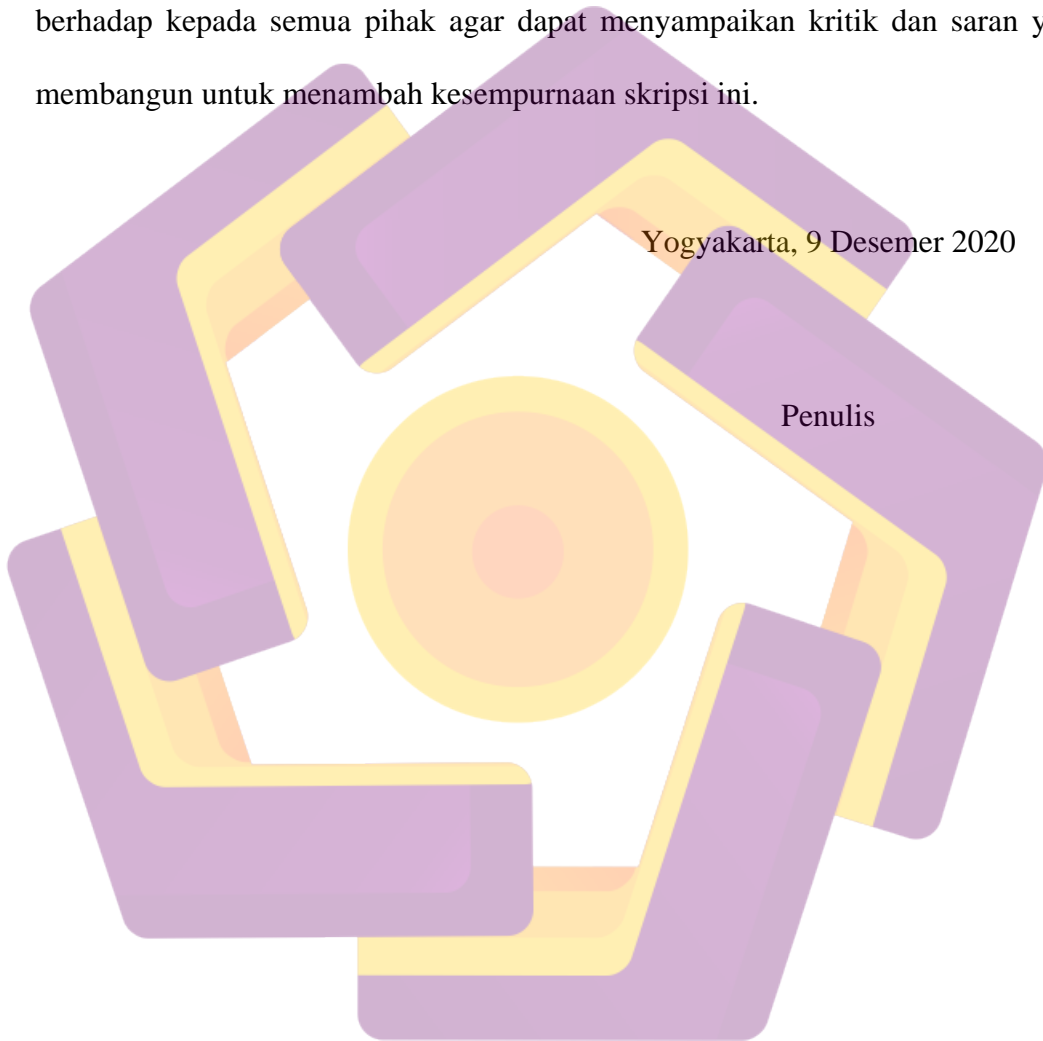 berhadap kepada semua pihak agar dapat menyampaikan kritik dan saran y
membangun untuk menambah kesempurnaan skripsi ini.
Yogyakarta, 9 Desemer 2020
Penulis